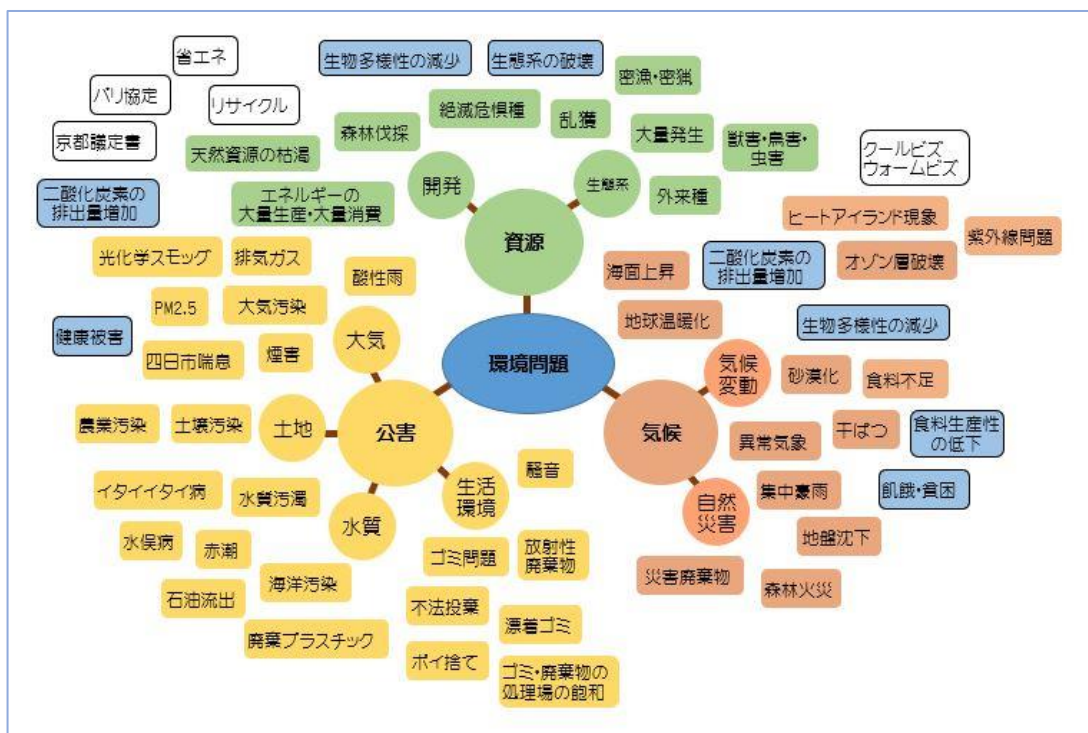 省エネ
パリ協定
リサイクル
京都議定書
生物多様性の減少
生態系の破壊
密漁・密猟
絶滅危惧種
乱獲
森林伐採
大量発生
獣害・鳥害・
虫害
天然資源の枯渇
開発
生態系
外来種
クールビズ
ウォームビズ
二酸化炭素の
排出量増加
エネルギーの
大量生産・大量消費
資源
ヒートアイランド現象
紫外線問題
海面上昇
二酸化炭素の
排出量増加
オゾン層破壊
光化学スモッグ
排気ガス
酸性雨
PM2.5
大気汚染
地球温暖化
生物多様性の減少
健康被害
四日市喘息
煙害
大気
環境問題
気候
変動
砂漠化
食料不足
農業汚染
土壌汚染
土地
公害
気候
異常気象
干ばつ
食料生産性
の低下
イタイイタイ病
水質汚濁
水質
生活
環境
騒音
自然
災害
集中豪雨
飢餓・貧困
水俣病
赤潮
海洋汚染
石油流出
廃棄プラスチック
ゴミ問題
放射性
廃棄物
不法投棄
漂着ゴミ
ポイ捨て
ゴミ・廃棄物の
処理場の飽和
地盤沈下
災害廃棄物
森林火災